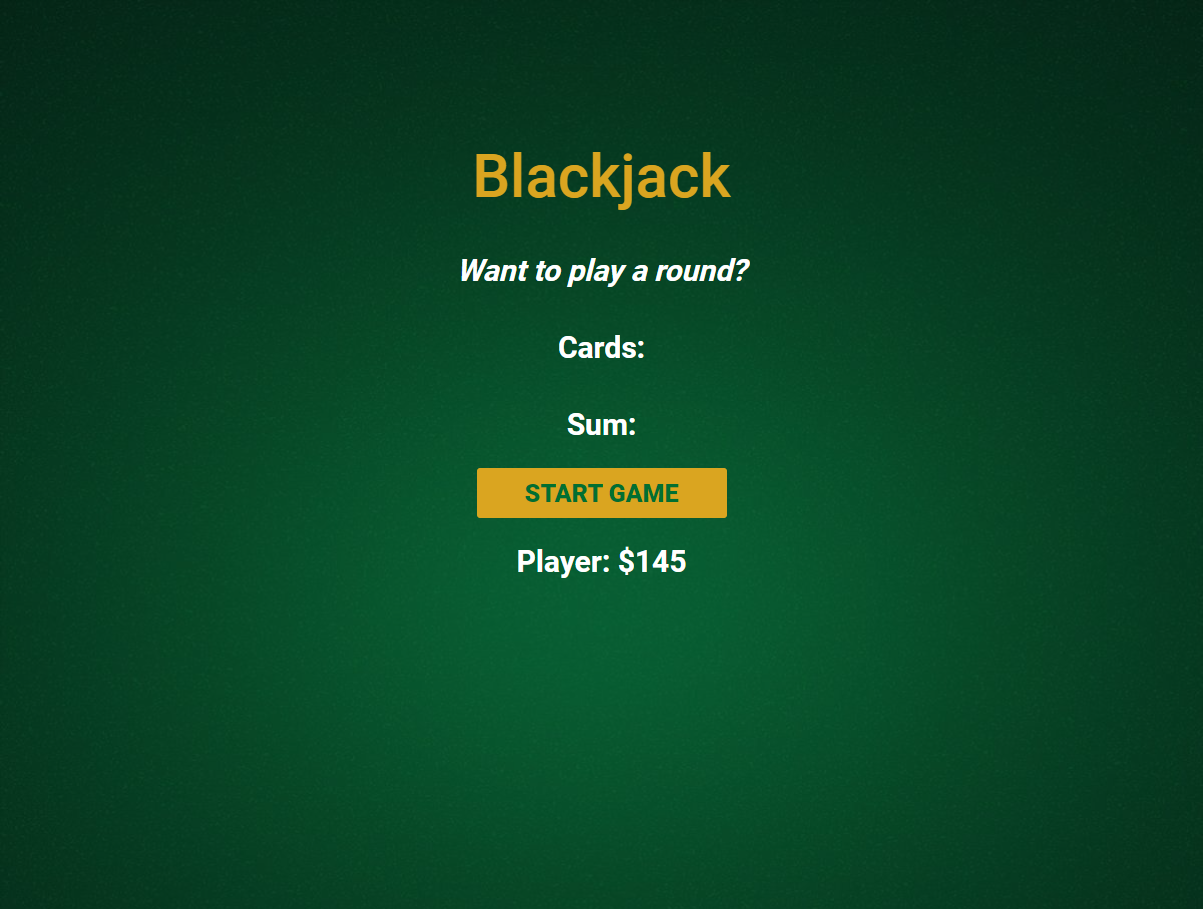 Blackjack
Want to play a round?
Cards:
Sum:
START GAME
Player: $145